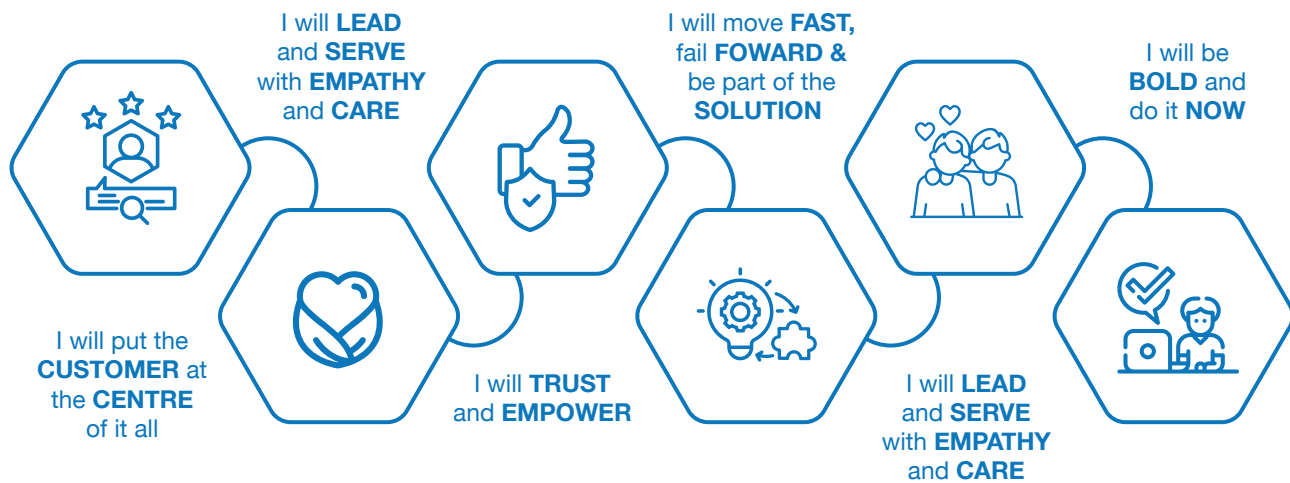 I will put the
CUSTOMER at
the CENTRE
of it all
I will LEAD
and SERVE
with EMPATHY
and CARE
I will TRUST
and EMPOWER
I will move FAST,
fail FOWARD &
be part of the
SOLUTION
I will LEAD
and SERVE
with EMPATHY
and CARE
I will be
BOLD and
do it NOW